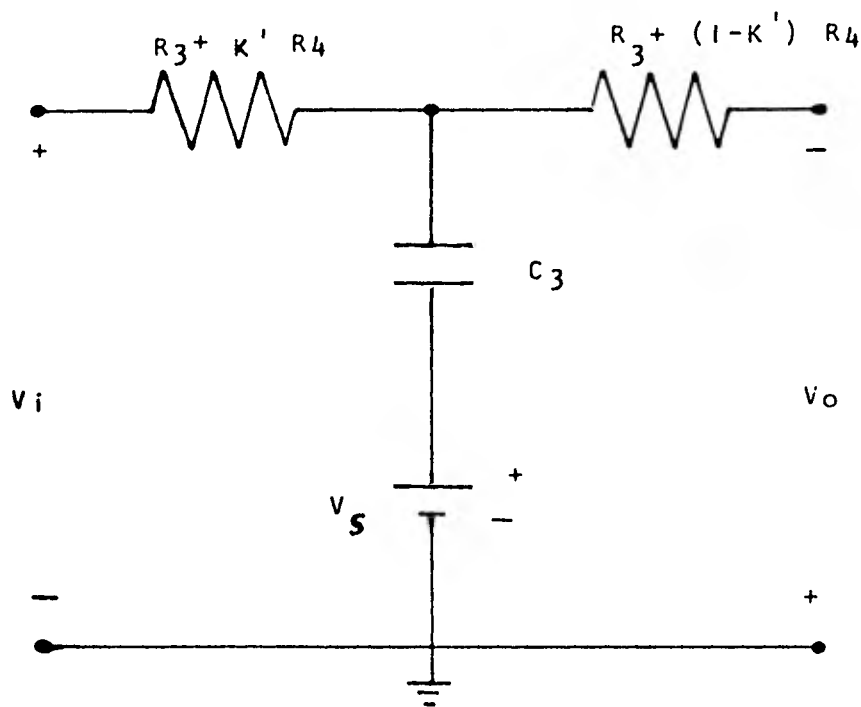 R3+ K' R4
R3+ (1-K') R4
+
−
C3
Vi
Vo
+
Vs
−
−
+